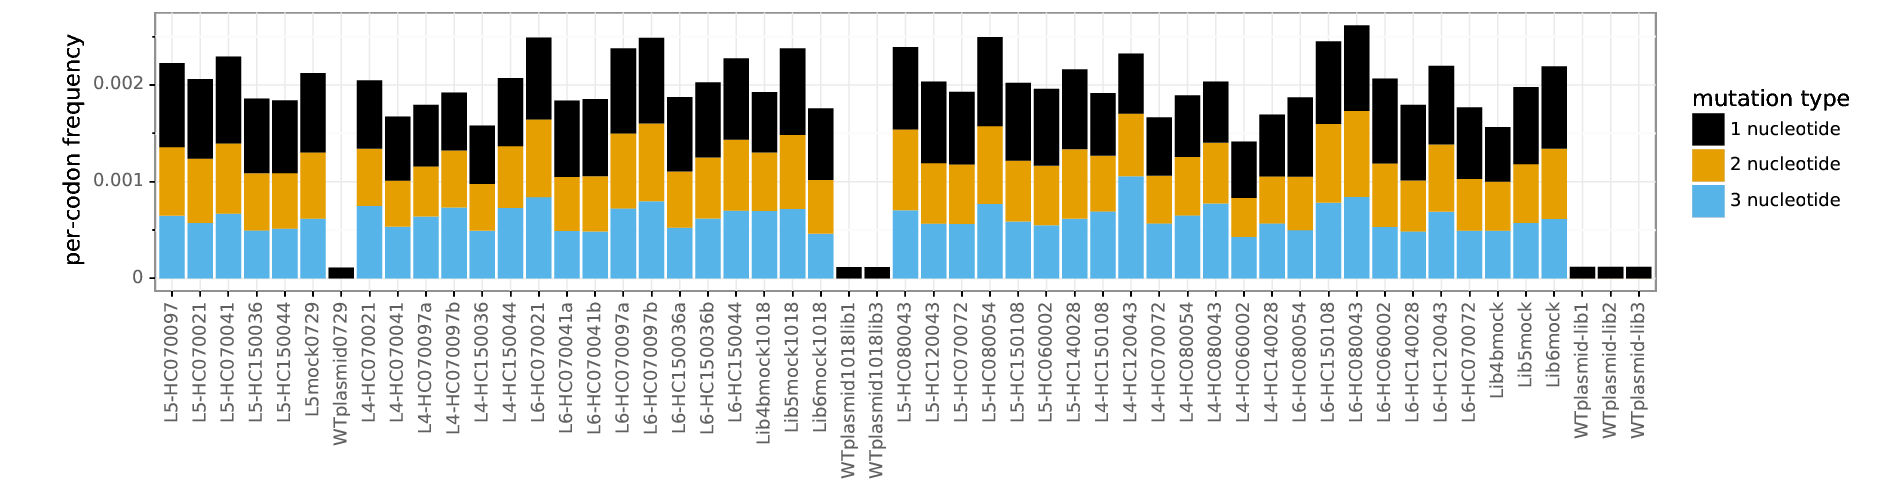 per-codon frequency
0.002
0.001
0
L5-HC070097
L5-HC070021
L5-HC070041
L5-HC150036
L5-HC150044
L5mock0729
WTplasmid0729
L4-HC070021
L4-HC070041
L4-HC070097a
L4-HC070097b
L4-HC150036
L4-HC150044
L6-HC070021
L6-HC070041a
L6-HC070041b
L6-HC070097a
L6-HC070097b
L6-HC150036a
L6-HC150036b
L6-HC150044
Lib4bmock1018
Lib5mock1018
Lib6mock1018
WTplasmid1018lib1
WTplasmid1018lib3
L5-HC080043
L5-HC120043
L5-HC070072
L5-HC080054
L5-HC150108
L5-HC060002
L5-HC140028
L4-HC150108
L4-HC120043
L4-HC070072
L4-HC080054
L4-HC080043
L4-HC060002
L4-HC140028
L6-HC080054
L6-HC150108
L6-HC080043
L6-HC060002
L6-HC140028
L6-HC120043
L6-HC070072
Lib4bmock
Lib5mock
Lib6mock
WTplasmid-lib1
WTplasmid-lib2
WTplasmid-lib3
mutation type
1 nucleotide
2 nucleotide
3 nucleotide